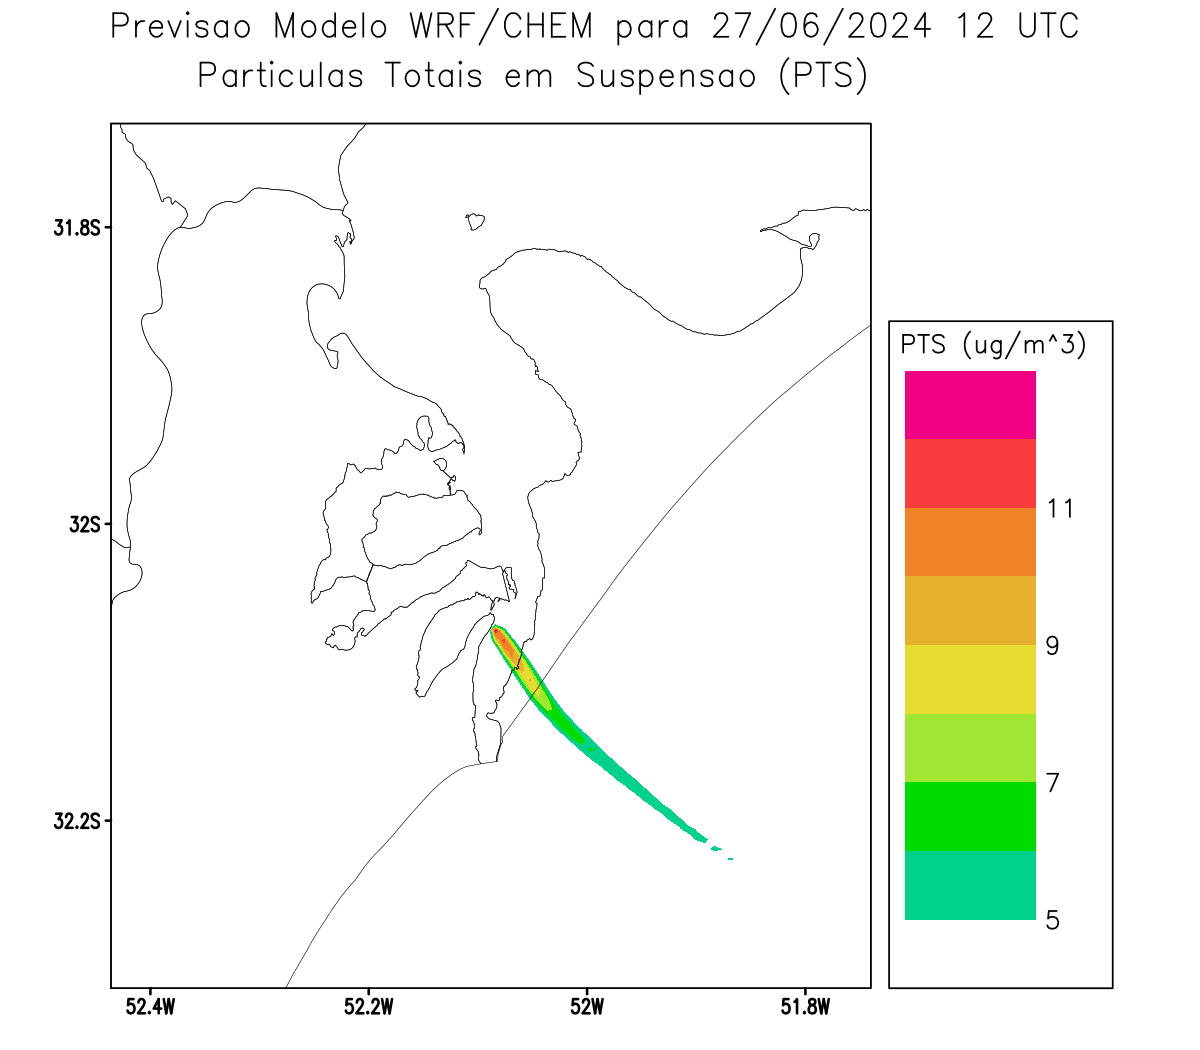 Previsao Modelo WRF/CHEM para 27/06/2024 12 UTC
Particulas Totais em Suspensao (PTS)
31.8S
32S
32.2S
52.4W 52.2W 52W 51.8W
PTS (ug/m^3)
11
9
7
5